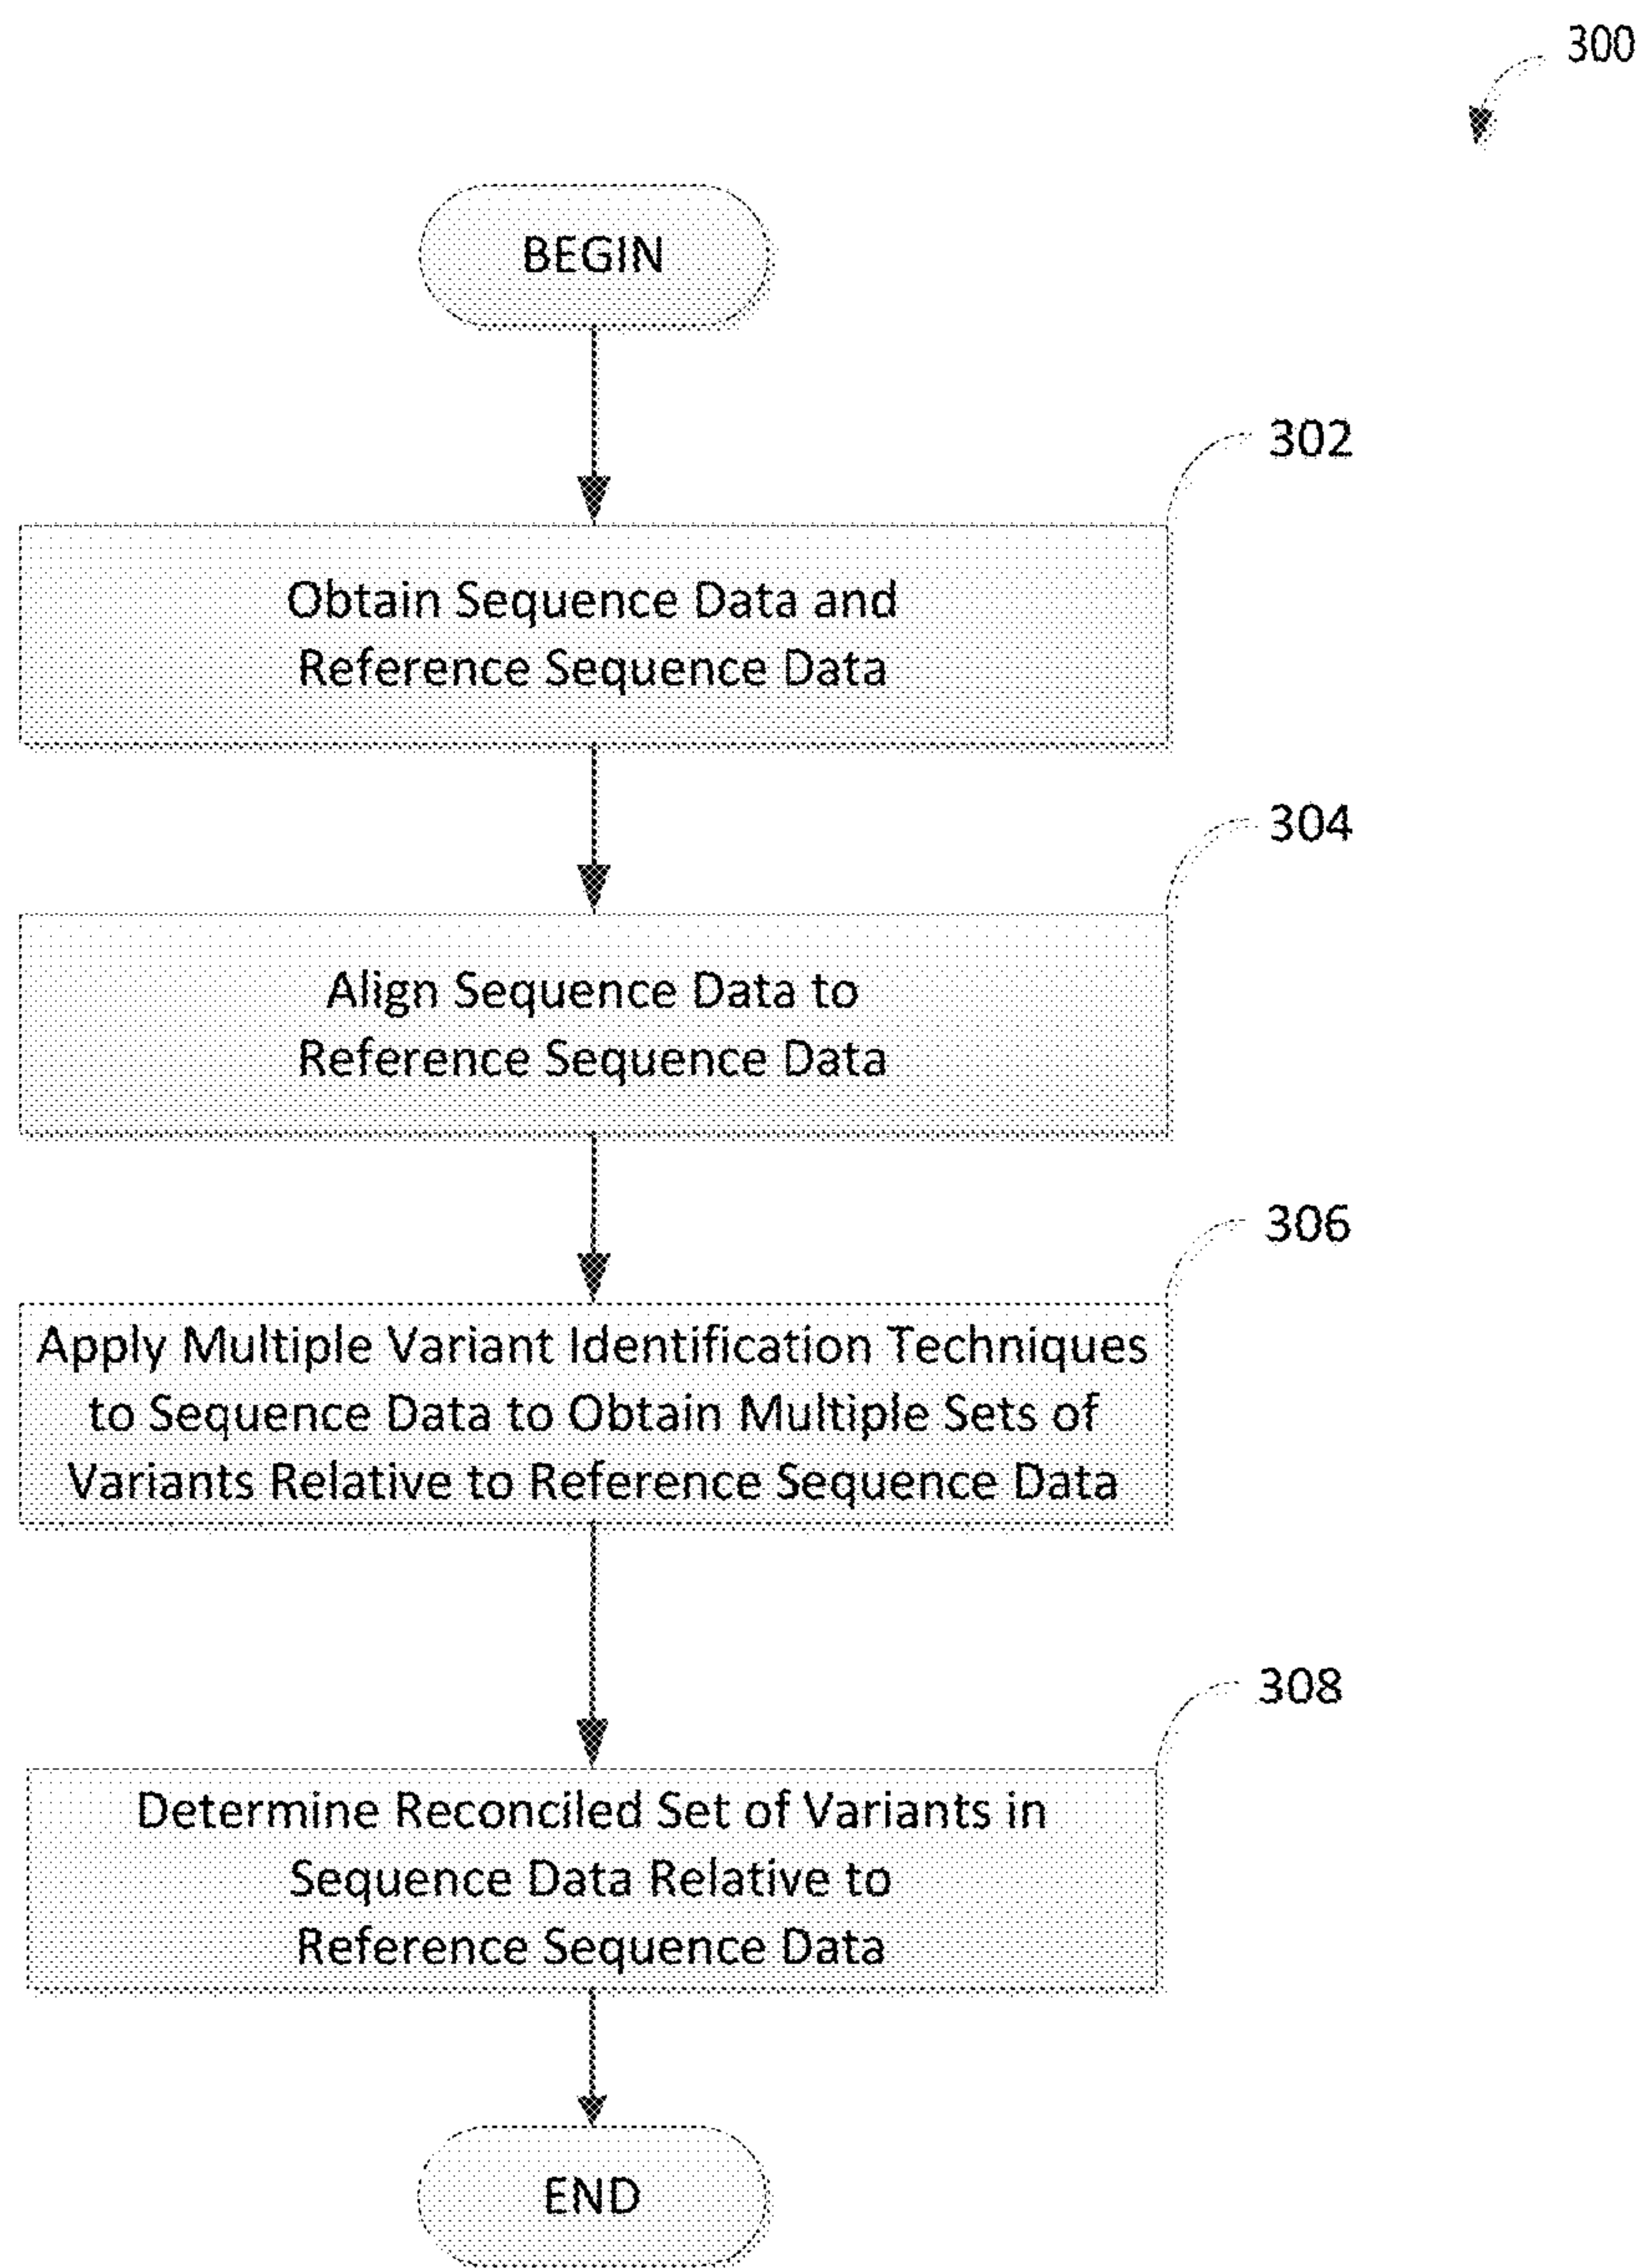 300
BEGIN
302
Obtain Sequence Data and
Reference Sequence Data
304
Align Sequence Data to
Reference Sequence Data
306
Apply Multiple Variant Identification Techniques
to Sequence Data to Obtain Multiple Sets of
Variants Relative to Reference Sequence Data
308
Determine Reconciled Set of Variants in
Sequence Data Relative to
Reference Sequence Data
END